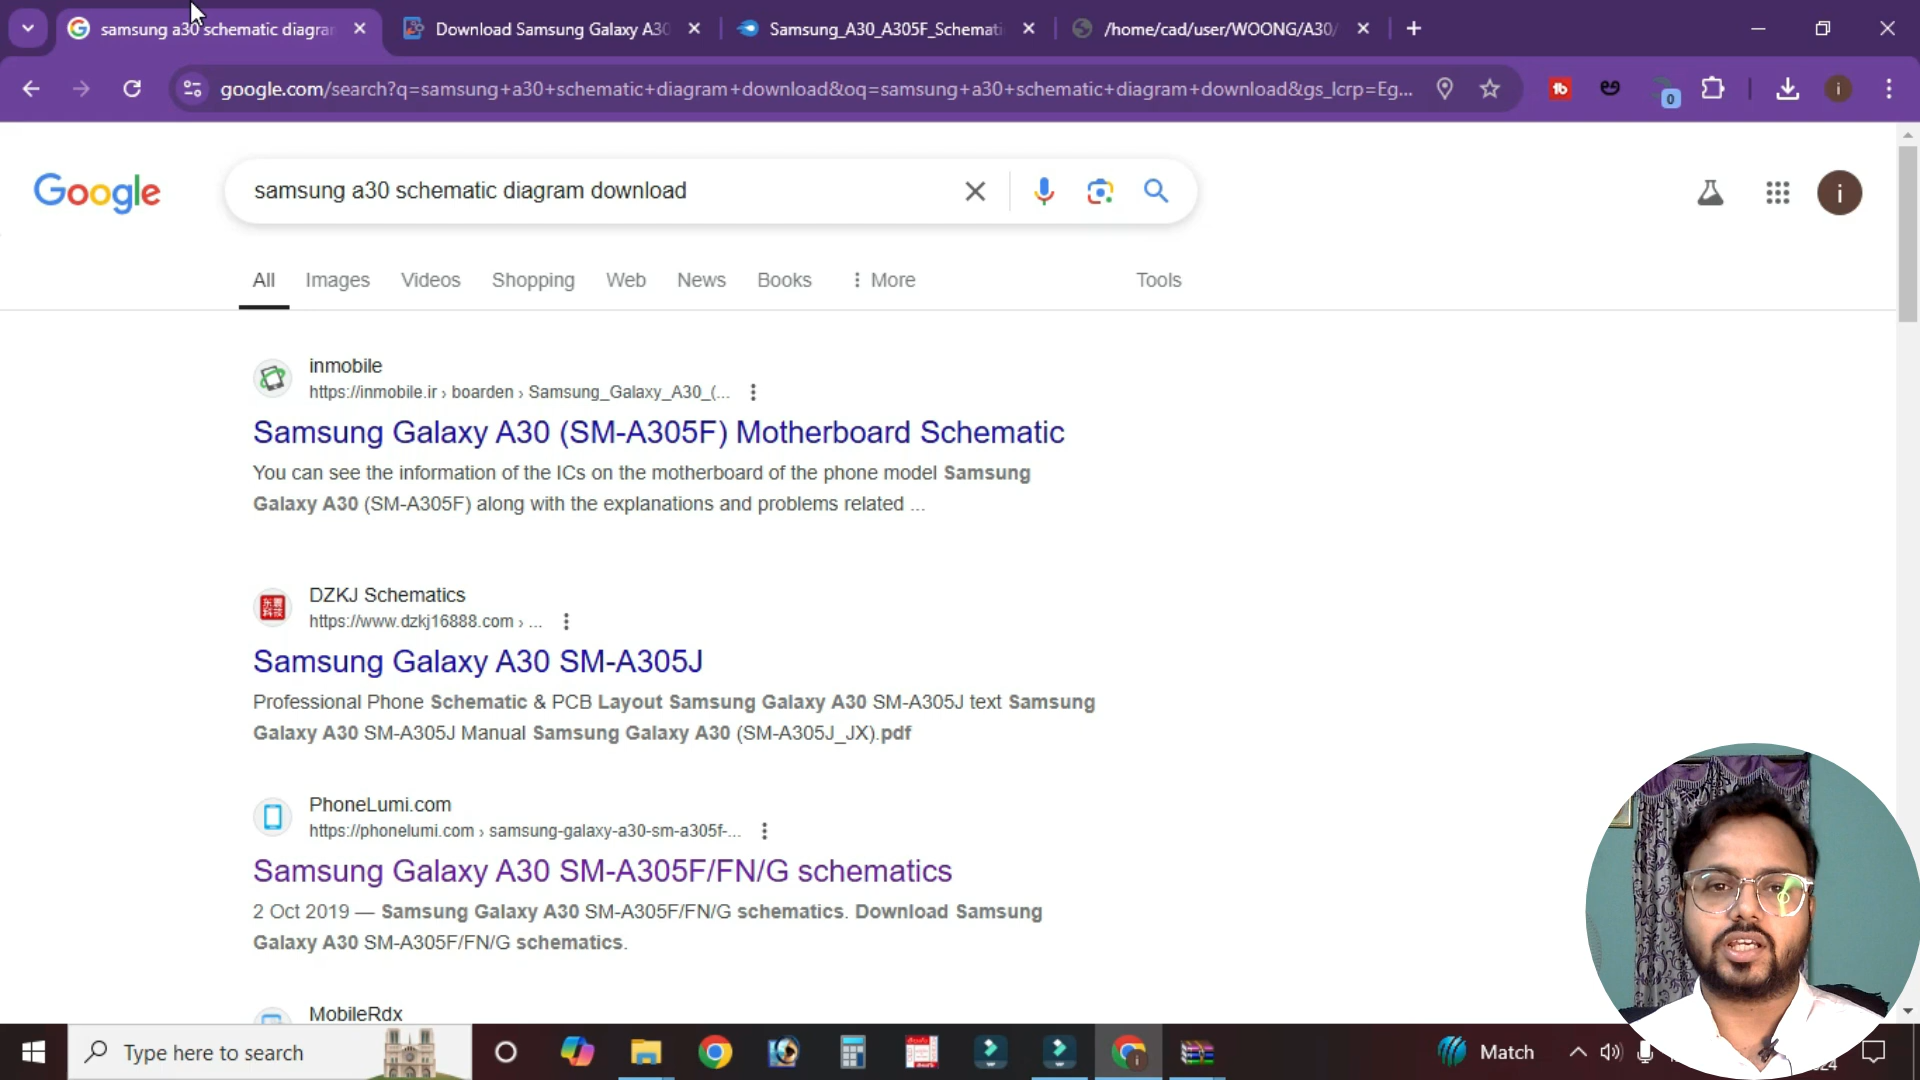 samsung a30 schematic diagra
Download Samsung Galaxy A30
Samsung_A30_A305F_Schemati
/home/cad/user/WOONG/A30/
google.com/search?q=samsung+a30+schematic+diagram+download&oq=samsung+a30+schematic+diagram+download&gs_lcrp=Eg...
0
i
Google
samsung a30 schematic diagram download
i
All
Images
Videos
Shopping
Web
News
Books
More
Tools
inmobile
https://inmobile.ir › boarden › Samsung_Galaxy_A30_(...
Samsung Galaxy A30 (SM-A305F) Motherboard Schematic
You can see the information of the ICs on the motherboard of the phone model Samsung
Galaxy A30 (SM-A305F) along with the explanations and problems related ...
DZKJ Schematics
https://www.dzkj16888.com › ...
Samsung Galaxy A30 SM-A305J
Professional Phone Schematic & PCB Layout Samsung Galaxy A30 SM-A305J text Samsung
Galaxy A30 SM-A305J Manual Samsung Galaxy A30 (SM-A305J_JX).pdf
PhoneLumi.com
https://phonelumi.com › samsung-galaxy-a30-sm-a305f-...
Samsung Galaxy A30 SM-A305F/FN/G schematics
2 Oct 2019 — Samsung Galaxy A30 SM-A305F/FN/G schematics. Download Samsung
Galaxy A30 SM-A305F/FN/G schematics.
MobileRdx
Type here to search
Match